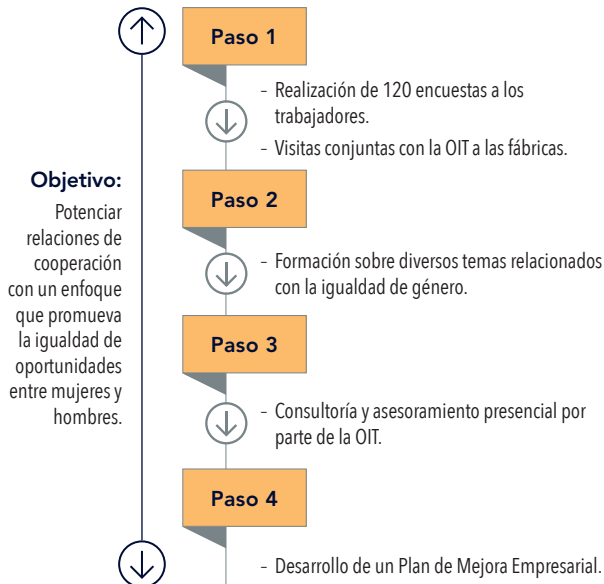 Paso 1
– Realización de 120 encuestas a los
trabajadores.
– Visitas conjuntas con la OIT a las fábricas.
Objetivo:
Potenciar
relaciones de
cooperación
con un enfoque
que promueva
la igualdad de
oportunidades
entre mujeres y
hombres.
Paso 2
– Formación sobre diversos temas relacionados
con la igualdad de género.
Paso 3
– Consultoría y asesoramiento presencial por
parte de la OIT.
Paso 4
– Desarrollo de un Plan de Mejora Empresarial.